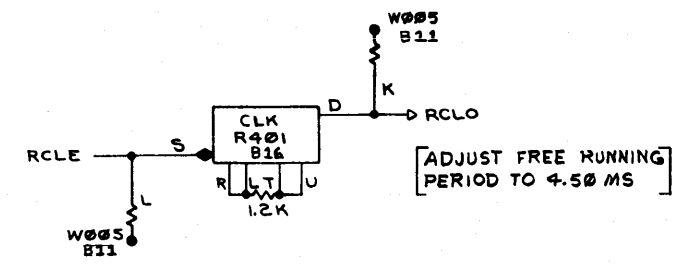 W005
B11
K
D
RCLO
CLK
R401
B16
S
RCLE
R L T U
1.2K
L
W005
B11
ADJUST FREE RUNNING
PERIOD TO 4.50 MS